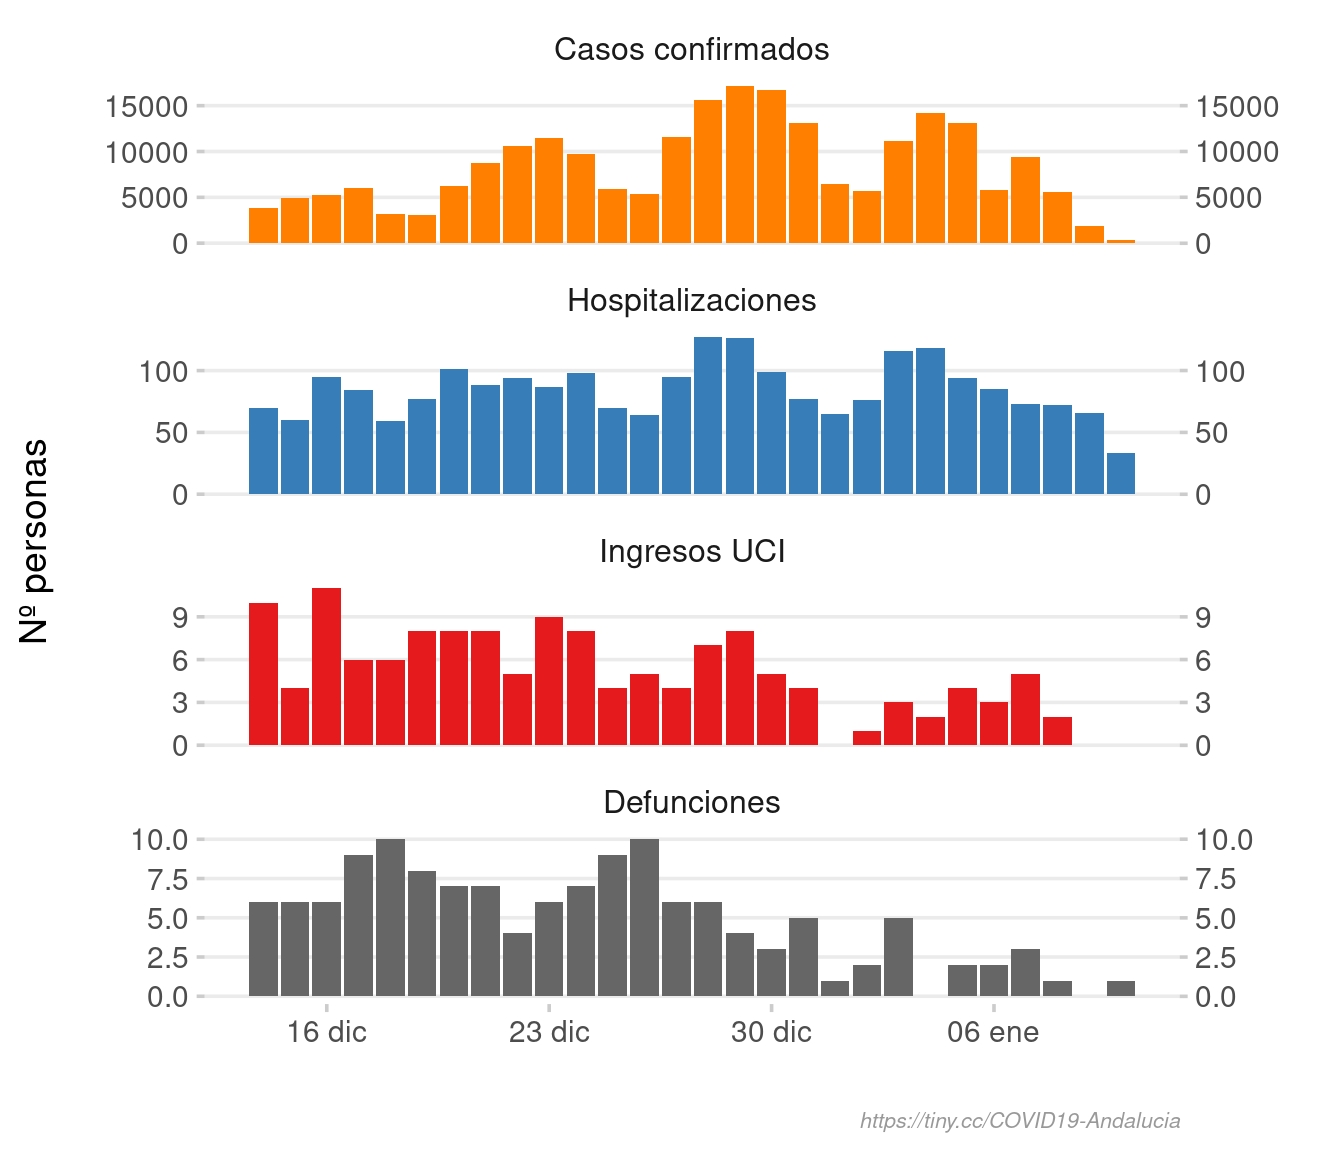 Casos confirmados
15000 15000
10000 10000
5000 5000
0 0
Hospitalizaciones
100 100
50 50
0 0
Nº personas
Ingresos UCI
9 9
6 6
3 3
0 0
Defunciones
10.0 10.0
7.5 7.5
5.0 5.0
2.5 2.5
0.0 0.0
16 dic 23 dic 30 dic 06 ene
https://tiny.cc/COVID19-Andalucia